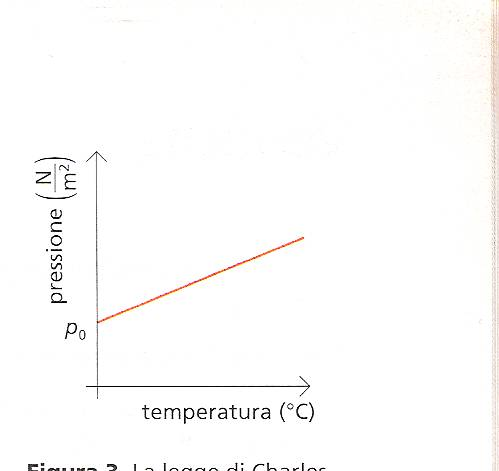 pressione (N/m²)
p₀
temperatura (°C)
Figura 3 La legge di Charles